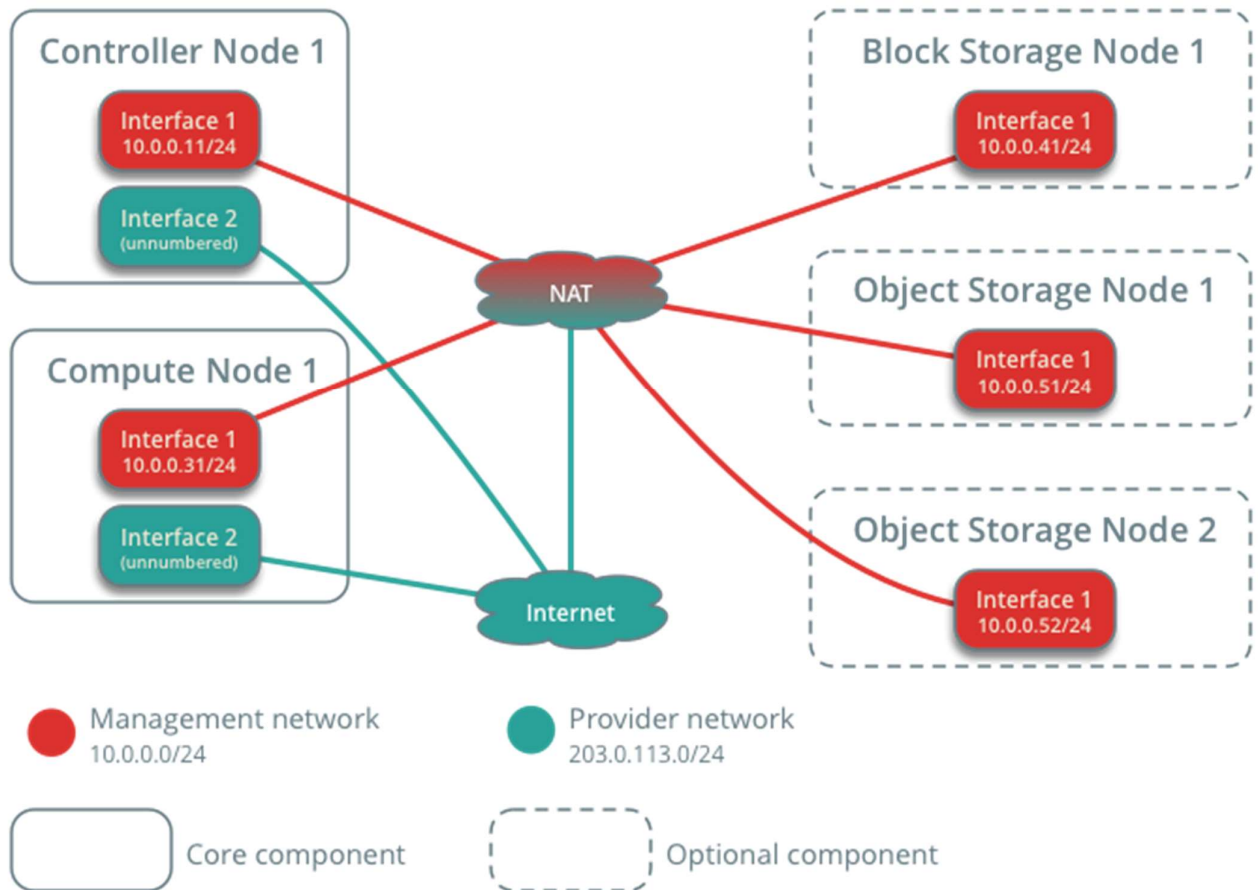 Controller Node 1
Interface 1
10.0.0.11/24
Interface 2
(unnumbered)
Compute Node 1
Interface 1
10.0.0.31/24
Interface 2
(unnumbered)
NAT
Internet
Block Storage Node 1
Interface 1
10.0.0.41/24
Object Storage Node 1
Interface 1
10.0.0.51/24
Object Storage Node 2
Interface 1
10.0.0.52/24
Management network
10.0.0.0/24
Provider network
203.0.113.0/24
Core component
Optional component